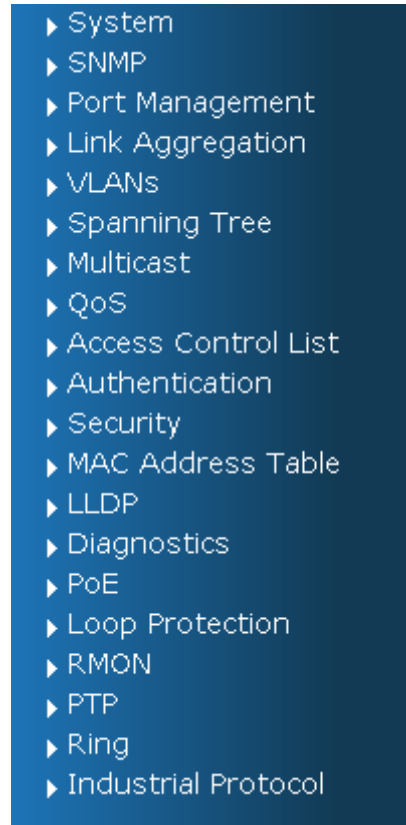 System
SNMP
Port Management
Link Aggregation
VLANs
Spanning Tree
Multicast
QoS
Access Control List
Authentication
Security
MAC Address Table
LLDP
Diagnostics
PoE
Loop Protection
RMON
PTP
Ring
Industrial Protocol